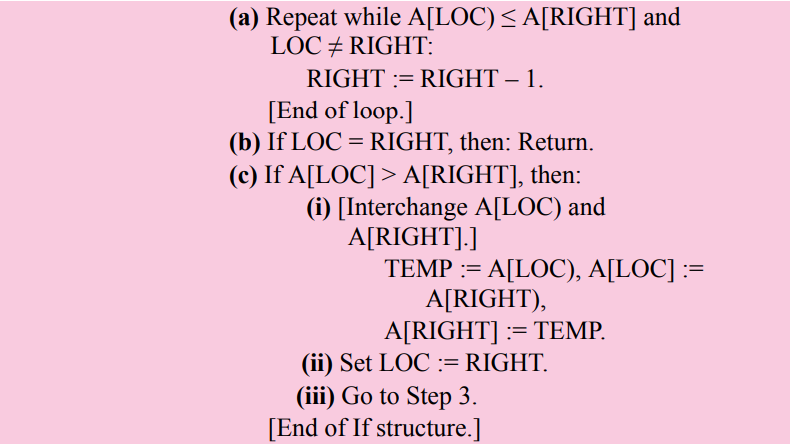 (a) Repeat while A[LOC) ≤ A[RIGHT] and
LOC ≠ RIGHT:
RIGHT := RIGHT – 1.
[End of loop.]
(b) If LOC = RIGHT, then: Return.
(c) If A[LOC] > A[RIGHT], then:
(i) [Interchange A[LOC) and
A[RIGHT].]
TEMP := A[LOC), A[LOC] :=
A[RIGHT),
A[RIGHT] := TEMP.
(ii) Set LOC := RIGHT.
(iii) Go to Step 3.
[End of If structure.]